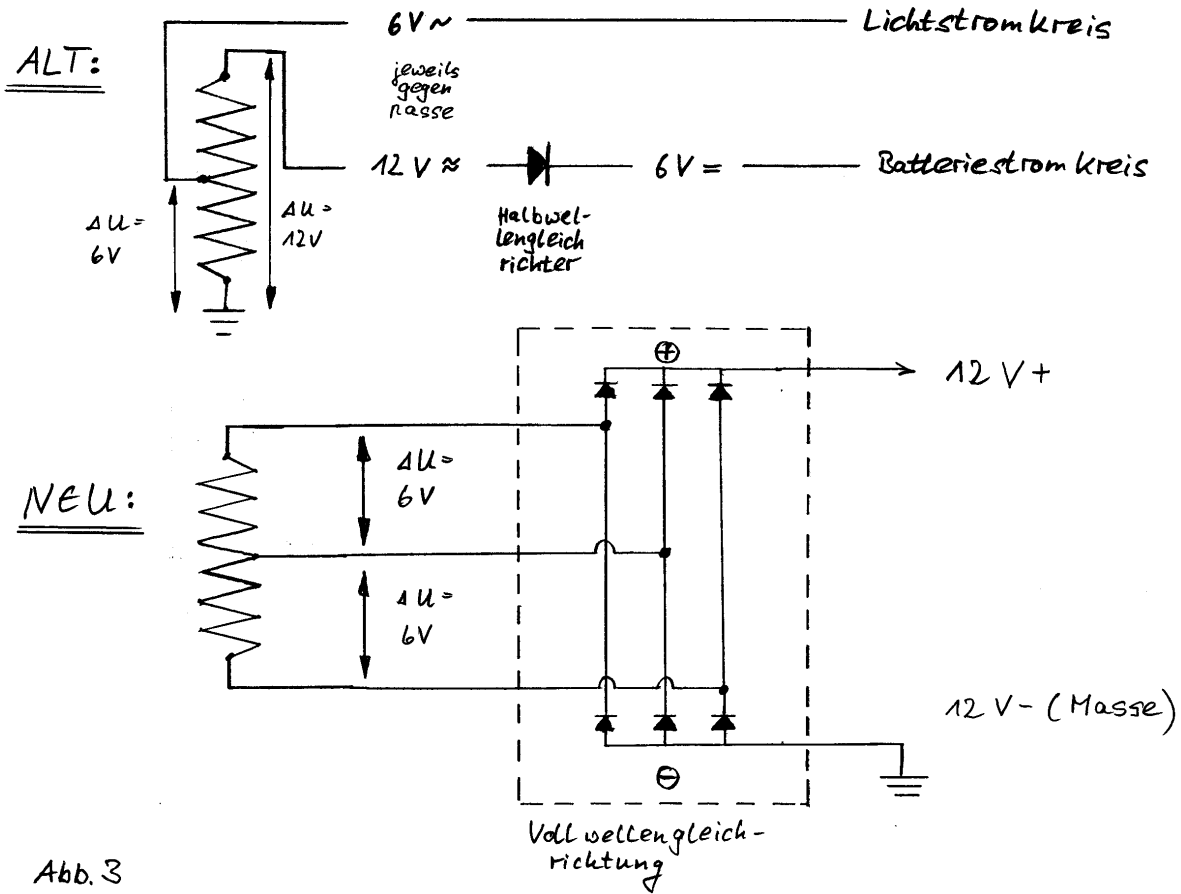 6V ~
Lichtstromkreis
ALT:
jeweils
gegen
Masse
12 V ≈
6V =
Batteriestromkreis
ΔU=
6V
ΔU=
12V
Halbwel-
lengleich
richter
⊕
12 V +
ΔU=
6V
NEU:
ΔU=
6V
12 V - (Masse)
⊖
Vollwellengleich-
richtung
Abb. 3